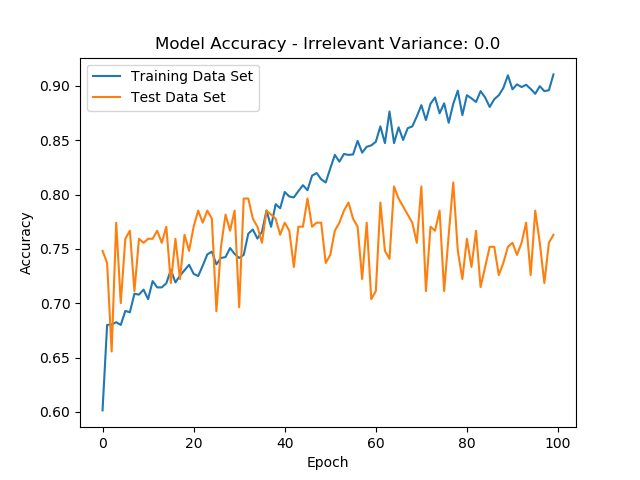 Model Accuracy - Irrelevant Variance: 0.0
Training Data Set
Test Data Set
0.90
0.85
0.80
0.75
0.70
0.65
0.60
Accuracy
0 20 40 60 80 100
Epoch